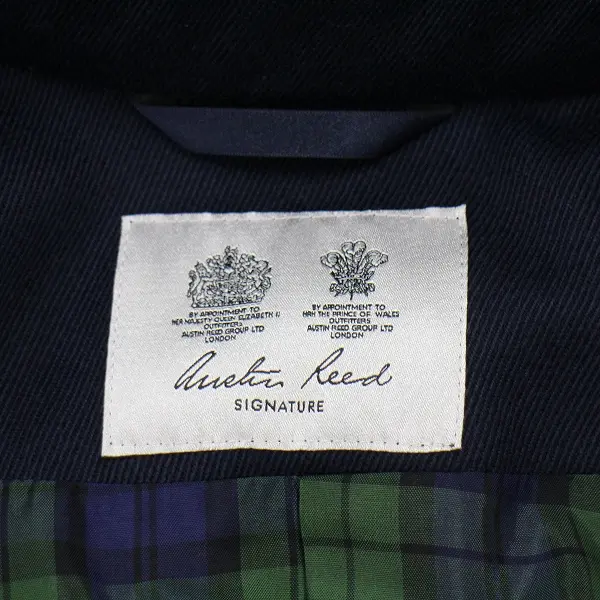 BY APPOINTMENT TO
HER MAJESTY QUEEN ELIZABETH II
OUTFITTERS
AUSTIN REED GROUP LTD
LONDON
BY APPOINTMENT TO
HRH THE PRINCE OF WALES
OUTFITTERS
AUSTIN REED GROUP LTD
LONDON
Austin Reed
SIGNATURE